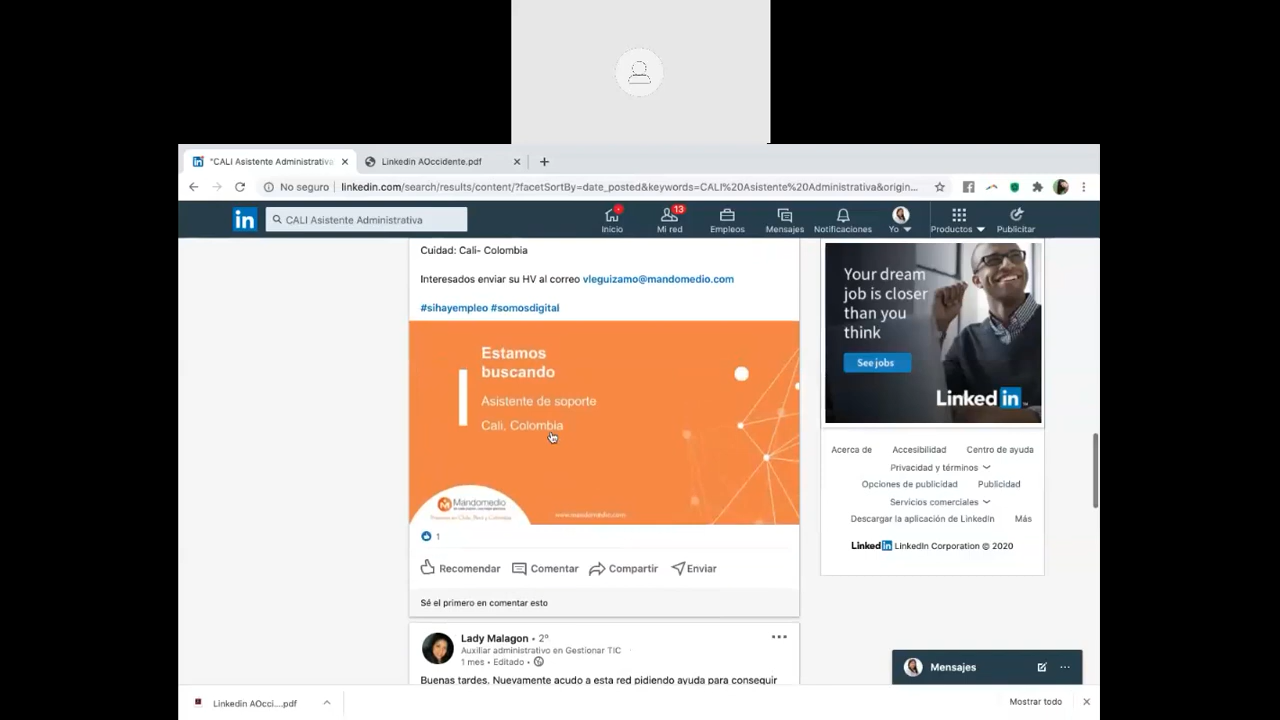 "CALI Asistente Administrativa
Linkedin AOccidente.pdf
No seguro
linkedin.com/search/results/content/?facetSortBy=date_posted&keywords=CALI%20Asistente%20Administrativa&origin...
in
CALI Asistente Administrativa
Inicio
13
Mi red
Empleos
Mensajes
Notificaciones
Yo
Productos
Publicitar
Cuidad: Cali- Colombia
Interesados enviar su HV al correo vleguizamo@mandomedio.com
#sihayempleo #somosdigital
Estamos
buscando
Asistente de soporte
Cali, Colombia
Mandomedio
www.mandomedio.com
1
Recomendar
Comentar
Compartir
Enviar
Sé el primero en comentar esto
Lady Malagon • 2º
Auxiliar administrativo en Gestionar TIC
1 mes • Editado •
Buenas tardes, Nuevamente acudo a esta red pidiendo ayuda para conseguir
Your dream
job is closer
than you
think
See jobs
Linked in
Acerca de
Accesibilidad
Centro de ayuda
Privacidad y términos
Opciones de publicidad
Publicidad
Servicios comerciales
Descargar la aplicación de LinkedIn
Más
Linked in LinkedIn Corporation © 2020
Mensajes
Linkedin AOcci....pdf
Mostrar todo